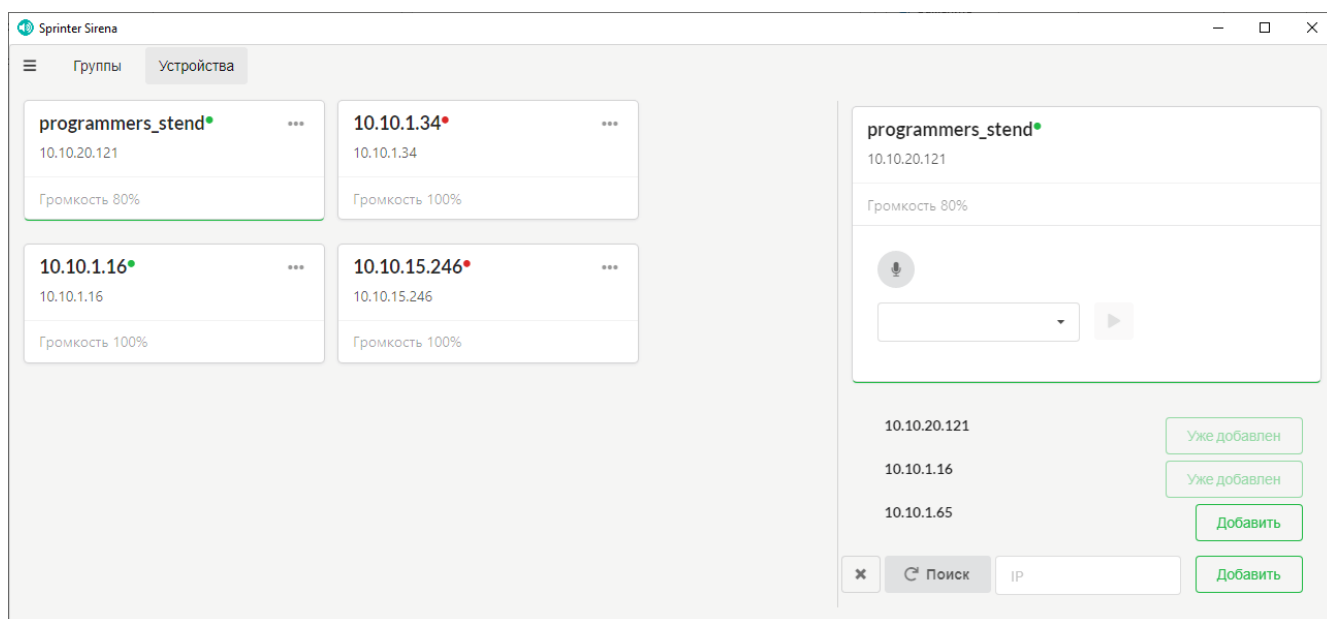 Sprinter Sirena
Группы Устройства
programmers_stend
10.10.20.121
Громкость 80%
10.10.1.34
10.10.1.34
Громкость 100%
10.10.1.16
10.10.1.16
Громкость 100%
10.10.15.246
10.10.15.246
Громкость 100%
programmers_stend
10.10.20.121
Громкость 80%
10.10.20.121 Уже добавлен
10.10.1.16 Уже добавлен
10.10.1.65 Добавить
Поиск IP Добавить